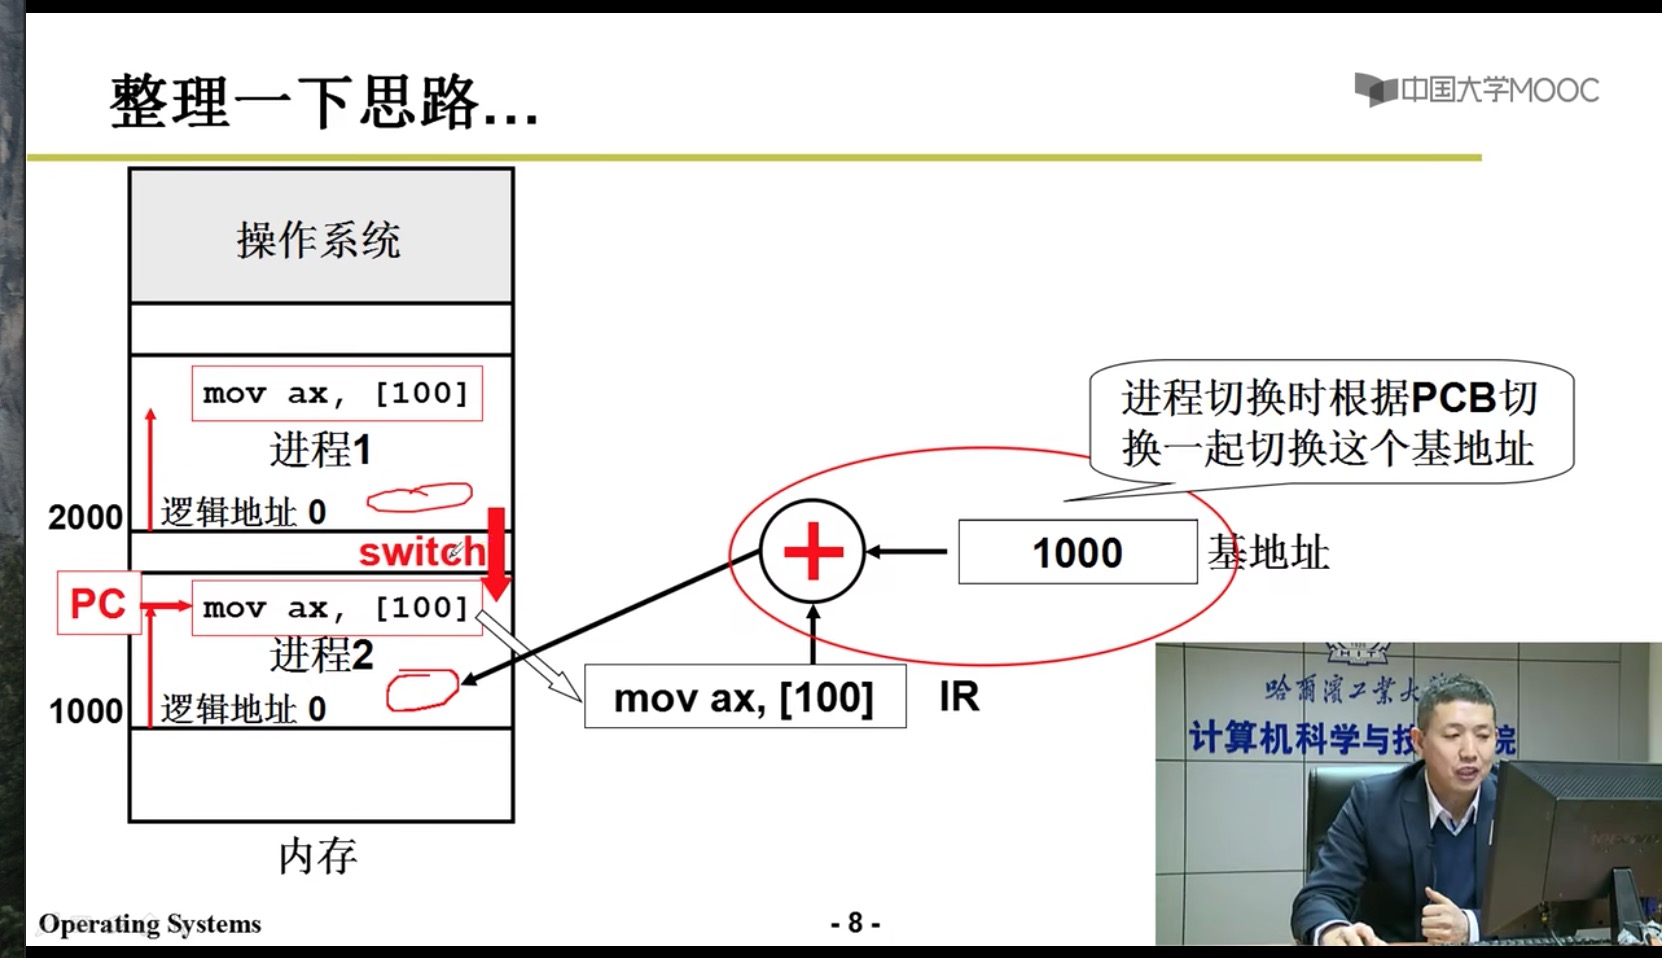 整理一下思路...
中国大学MOOC
操作系统
mov ax, [100]
进程1
逻辑地址 0
2000
switch
PC
mov ax, [100]
进程2
逻辑地址 0
1000
内存
进程切换时根据PCB切
换一起切换这个基地址
1000
基地址
mov ax, [100]
IR
哈爾濱工業大
计算机科学与技
院
Operating Systems
- 8 -